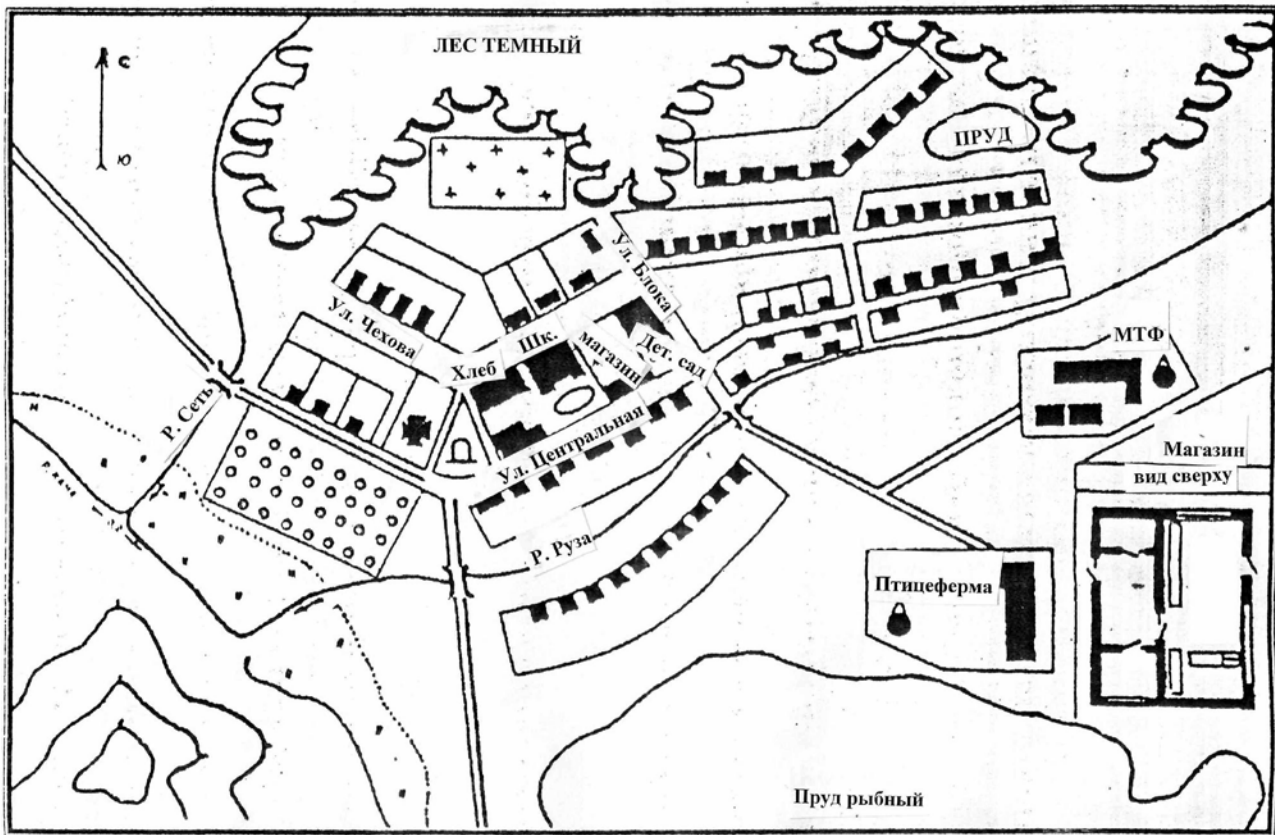 ЛЕС ТЕМНЫЙ
С
Ю
ПРУД
Ул. Блока
Ул. Чехова
Хлеб
Шк.
магазин
Дет. сад
МТФ
Р. Сеть
Ул. Центральная
Магазин
вид сверху
Р. Руза
Птицеферма
Пруд рыбный